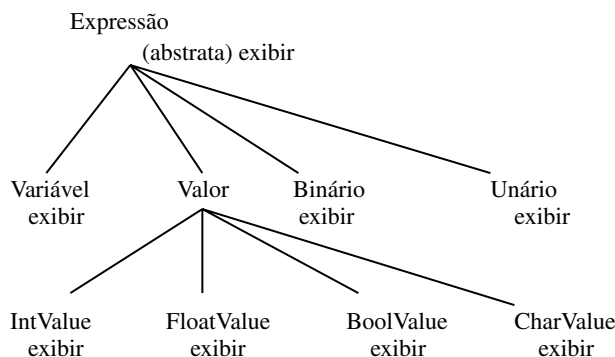 Expressão
(abstrata) exibir
Variável Valor Binário Unário
exibir exibir exibir
IntValue FloatValue BoolValue CharValue
exibir exibir exibir exibir